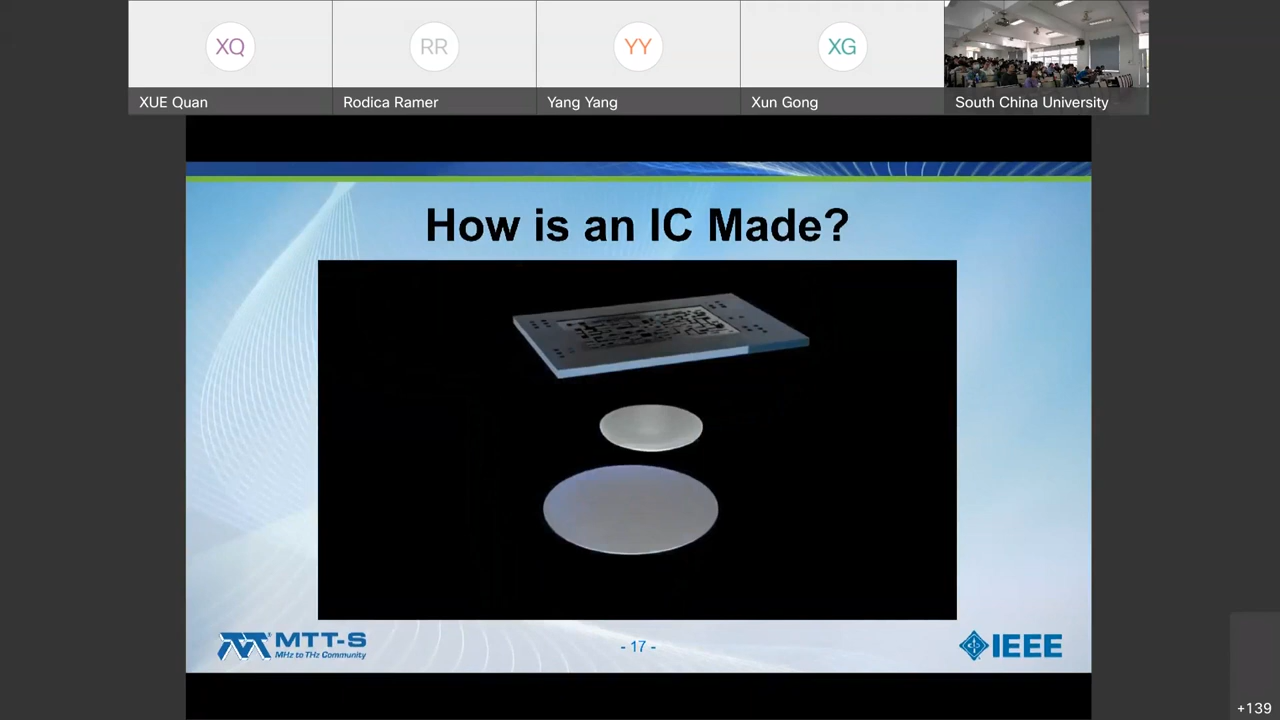 XQ
RR
YY
XG
XUE Quan
Rodica Ramer
Yang Yang
Xun Gong
South China University
How is an IC Made?
MTT-S
MHz to THz Community
- 17 -
IEEE
+139